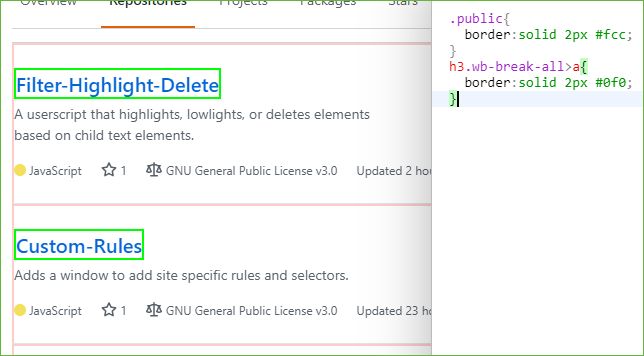 Overview Repositories Projects Packages Stars
Filter-Highlight-Delete
A userscript that highlights, lowlights, or deletes elements
based on child text elements.
JavaScript 1 GNU General Public License v3.0 Updated 2 hou
Custom-Rules
Adds a window to add site specific rules and selectors.
JavaScript 1 GNU General Public License v3.0 Updated 23 ho
.public{
border:solid 2px #fcc;
}
h3.wb-break-all>a{
border:solid 2px #0f0;
}